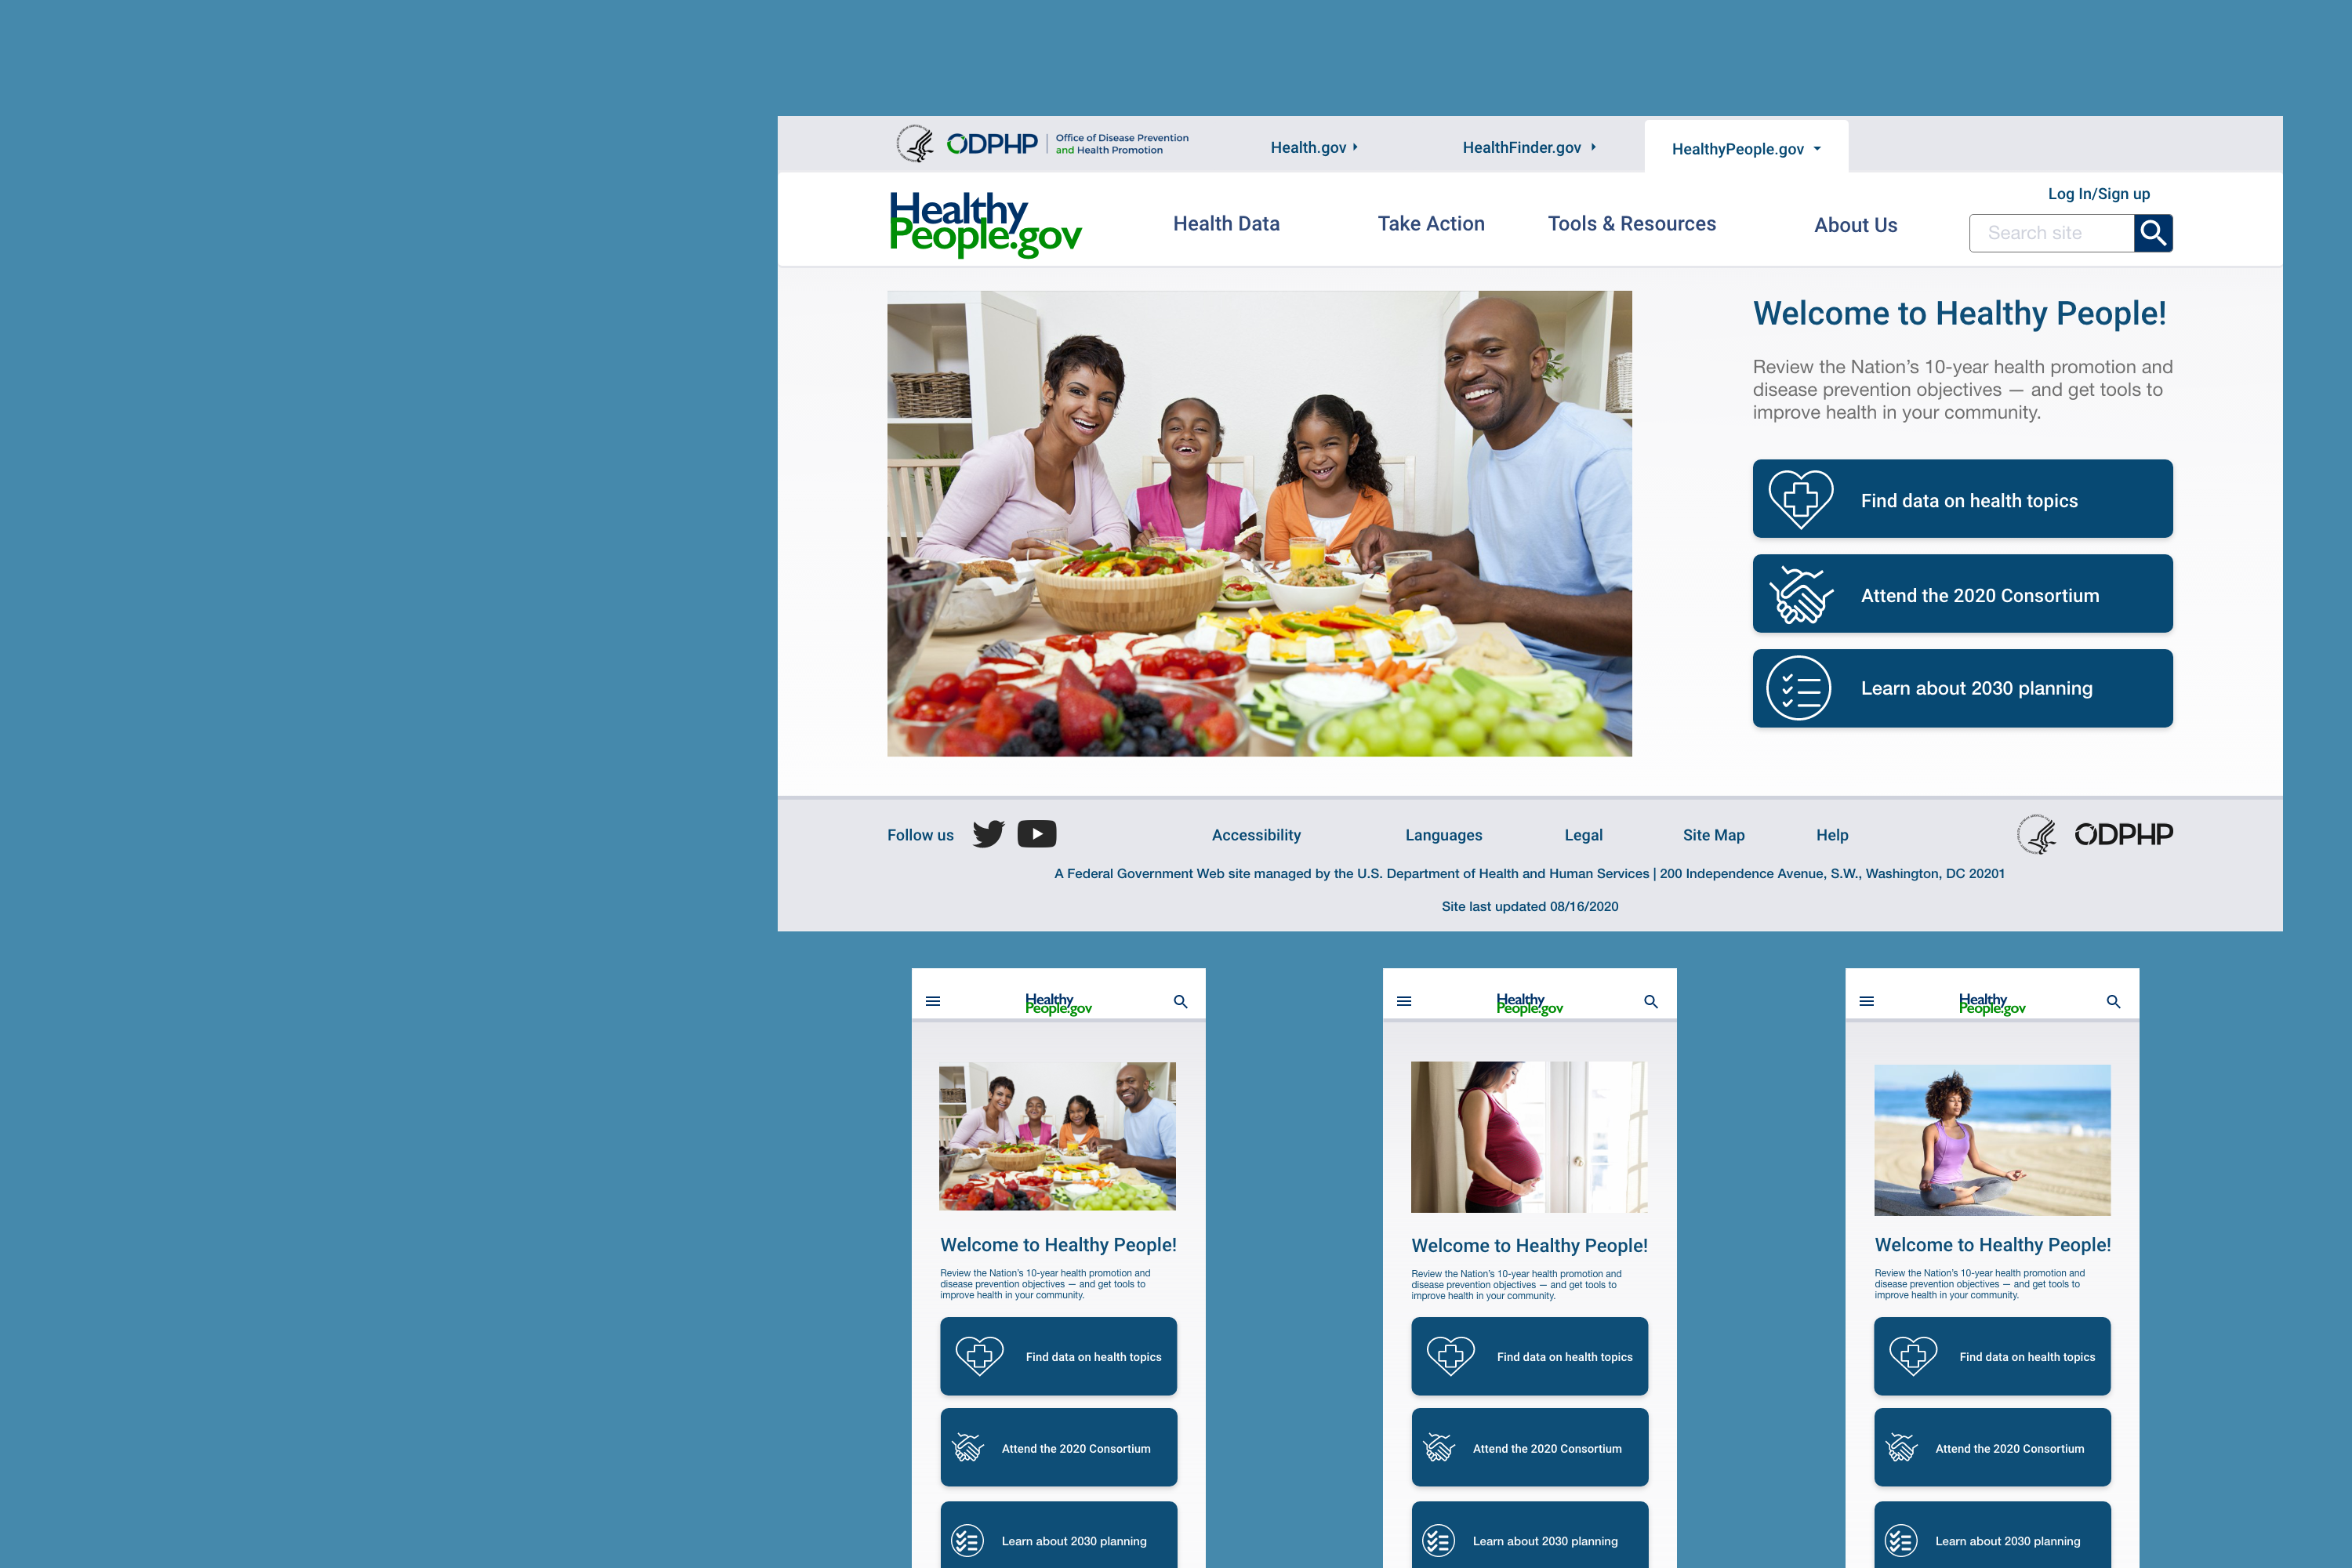 ODPHP
Office of Disease Prevention
and Health Promotion
Health.gov
HealthFinder.gov
HealthyPeople.gov
Healthy
People.gov
Health Data
Take Action
Tools & Resources
About Us
Log In/Sign up
Search site
Welcome to Healthy People!
Review the Nation’s 10-year health promotion and
disease prevention objectives — and get tools to
improve health in your community.
Find data on health topics
Attend the 2020 Consortium
Learn about 2030 planning
Follow us
Accessibility
Languages
Legal
Site Map
Help
ODPHP
A Federal Government Web site managed by the U.S. Department of Health and Human Services | 200 Independence Avenue, S.W., Washington, DC 20201
Site last updated 08/16/2020
Healthy
People.gov
Welcome to Healthy People!
Review the Nation’s 10-year health promotion and
disease prevention objectives — and get tools to
improve health in your community.
Find data on health topics
Attend the 2020 Consortium
Learn about 2030 planning
Healthy
People.gov
Welcome to Healthy People!
Review the Nation’s 10-year health promotion and
disease prevention objectives — and get tools to
improve health in your community.
Find data on health topics
Attend the 2020 Consortium
Learn about 2030 planning
Healthy
People.gov
Welcome to Healthy People!
Review the Nation’s 10-year health promotion and
disease prevention objectives — and get tools to
improve health in your community.
Find data on health topics
Attend the 2020 Consortium
Learn about 2030 planning